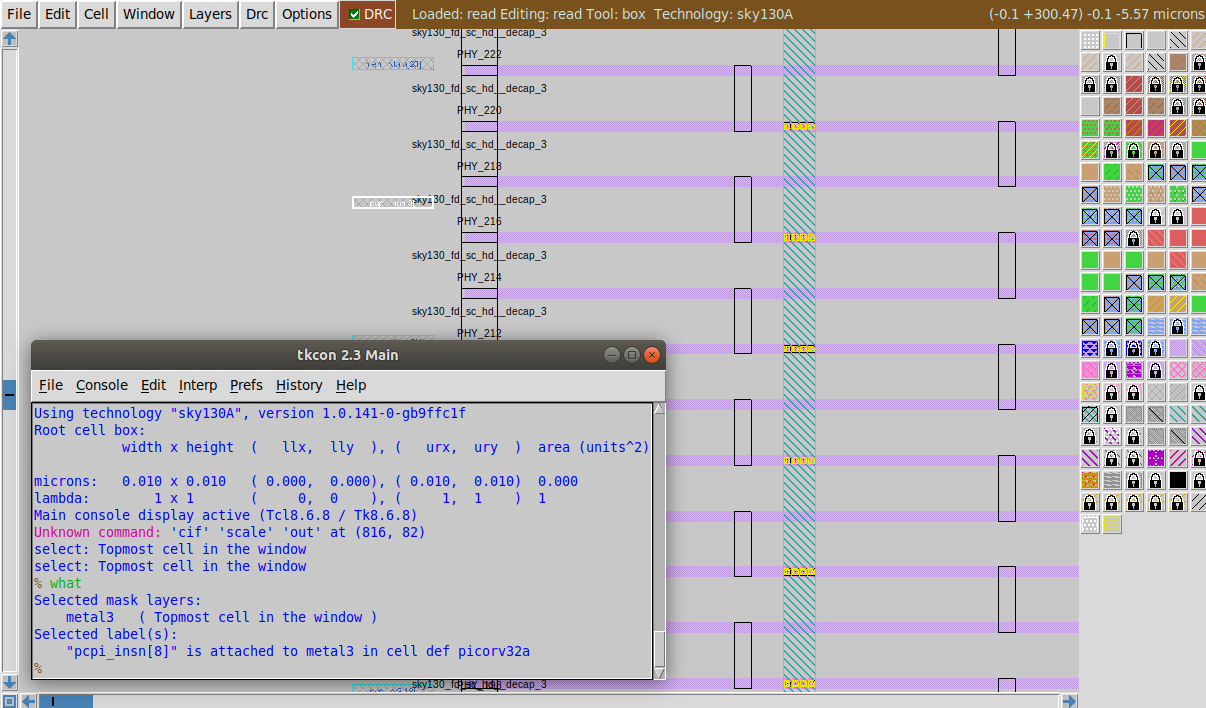 File Edit Cell Window Layers Drc Options DRC Loaded: read Editing: read Tool: box Technology: sky130A (-0.1 +300.47) -0.1 -5.57 microns
sky130_fd_sc_hd__decap_3
PHY_222
sky130_fd_sc_hd__decap_3
PHY_220
sky130_fd_sc_hd__decap_3
PHY_218
sky130_fd_sc_hd__decap_3
PHY_216
sky130_fd_sc_hd__decap_3
PHY_214
sky130_fd_sc_hd__decap_3
PHY_212
tkcon 2.3 Main
File Console Edit Interp Prefs History Help
Using technology "sky130A", version 1.0.141-0-gb9ffc1f
Root cell box:
width x height ( llx, lly ), ( urx, ury ) area (units^2)
microns: 0.010 x 0.010 ( 0.000, 0.000), ( 0.010, 0.010) 0.000
lambda: 1 x 1 ( 0, 0 ), ( 1, 1 ) 1
Main console display active (Tcl8.6.8 / Tk8.6.8)
Unknown command: 'cif' 'scale' 'out' at (816, 82)
select: Topmost cell in the window
select: Topmost cell in the window
% what
Selected mask layers:
metal3 ( Topmost cell in the window )
Selected label(s):
"pcpi_insn[8]" is attached to metal3 in cell def picorv32a
%
sky130_fd_sc_hd__decap_3